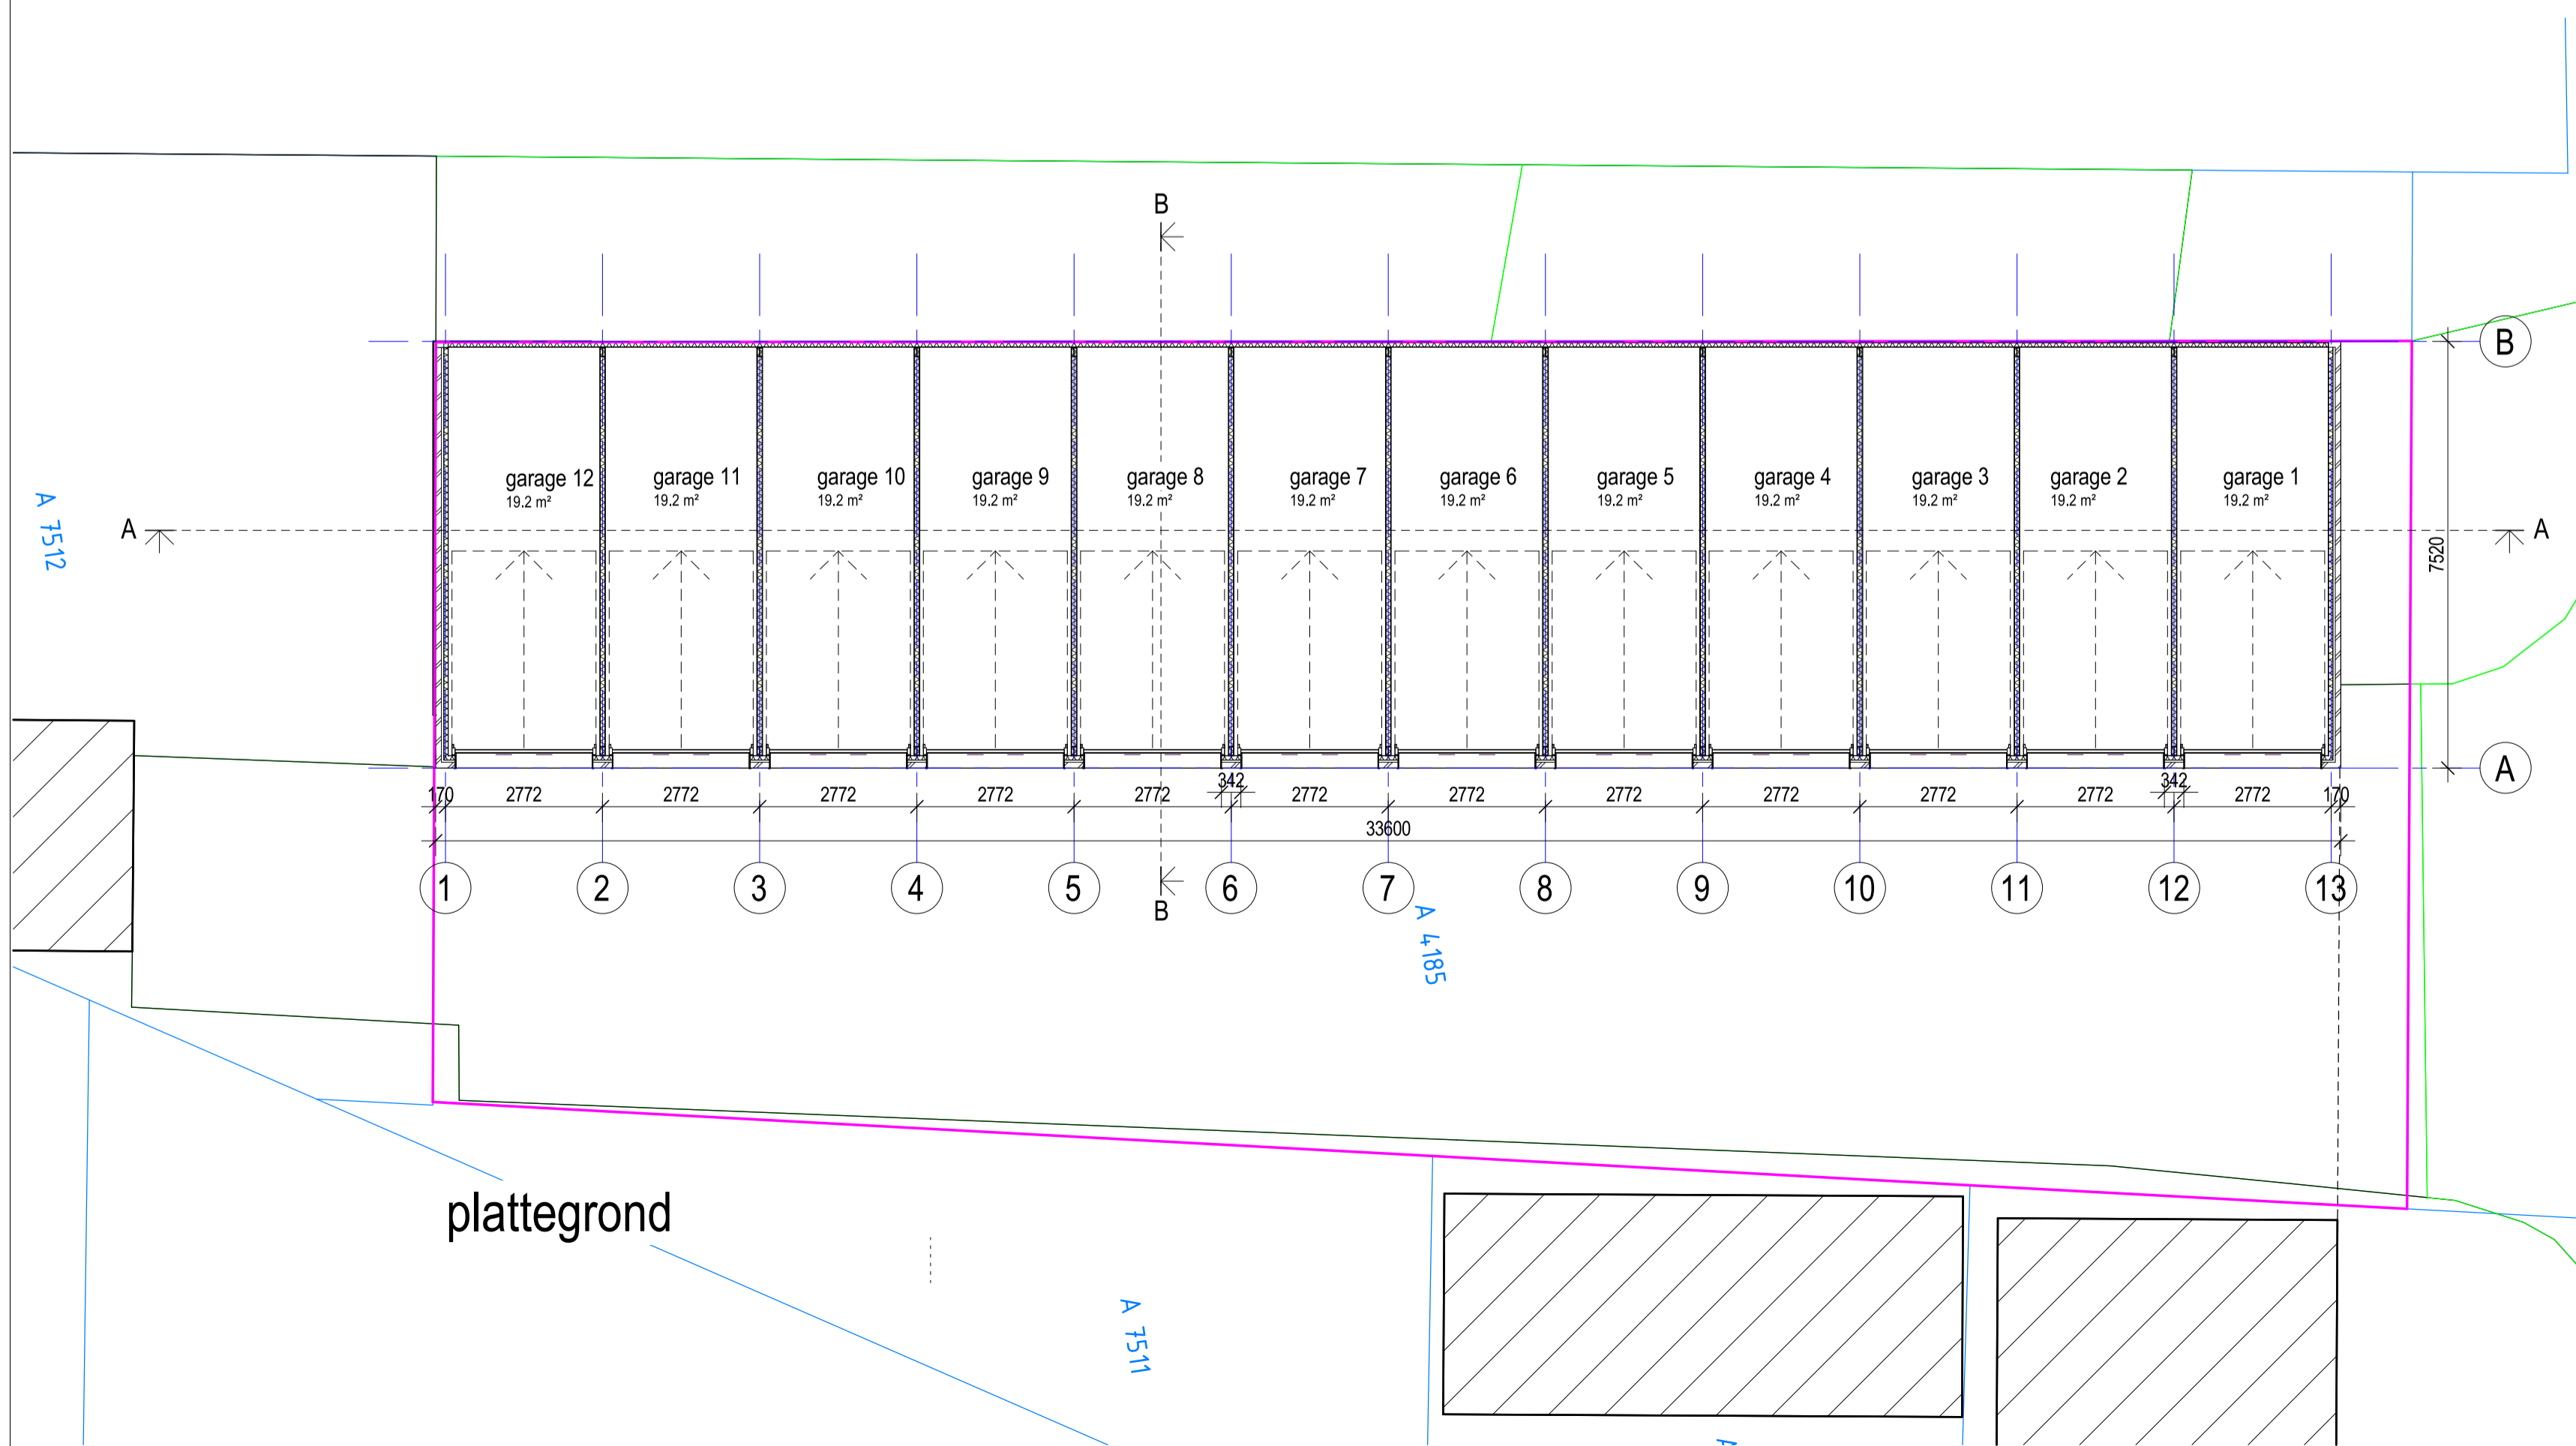 B
B
garage 12
19.2 m²
garage 11
19.2 m²
garage 10
19.2 m²
garage 9
19.2 m²
garage 8
19.2 m²
garage 7
19.2 m²
garage 6
19.2 m²
garage 5
19.2 m²
garage 4
19.2 m²
garage 3
19.2 m²
garage 2
19.2 m²
garage 1
19.2 m²
A 7512
A
A
7520
A
170
2772
2772
2772
2772
2772
342
2772
2772
2772
2772
2772
2772
342
2772
170
33600
1
2
3
4
5
6
7
8
9
10
11
12
13
B
A 4185
plattegrond
A 7511